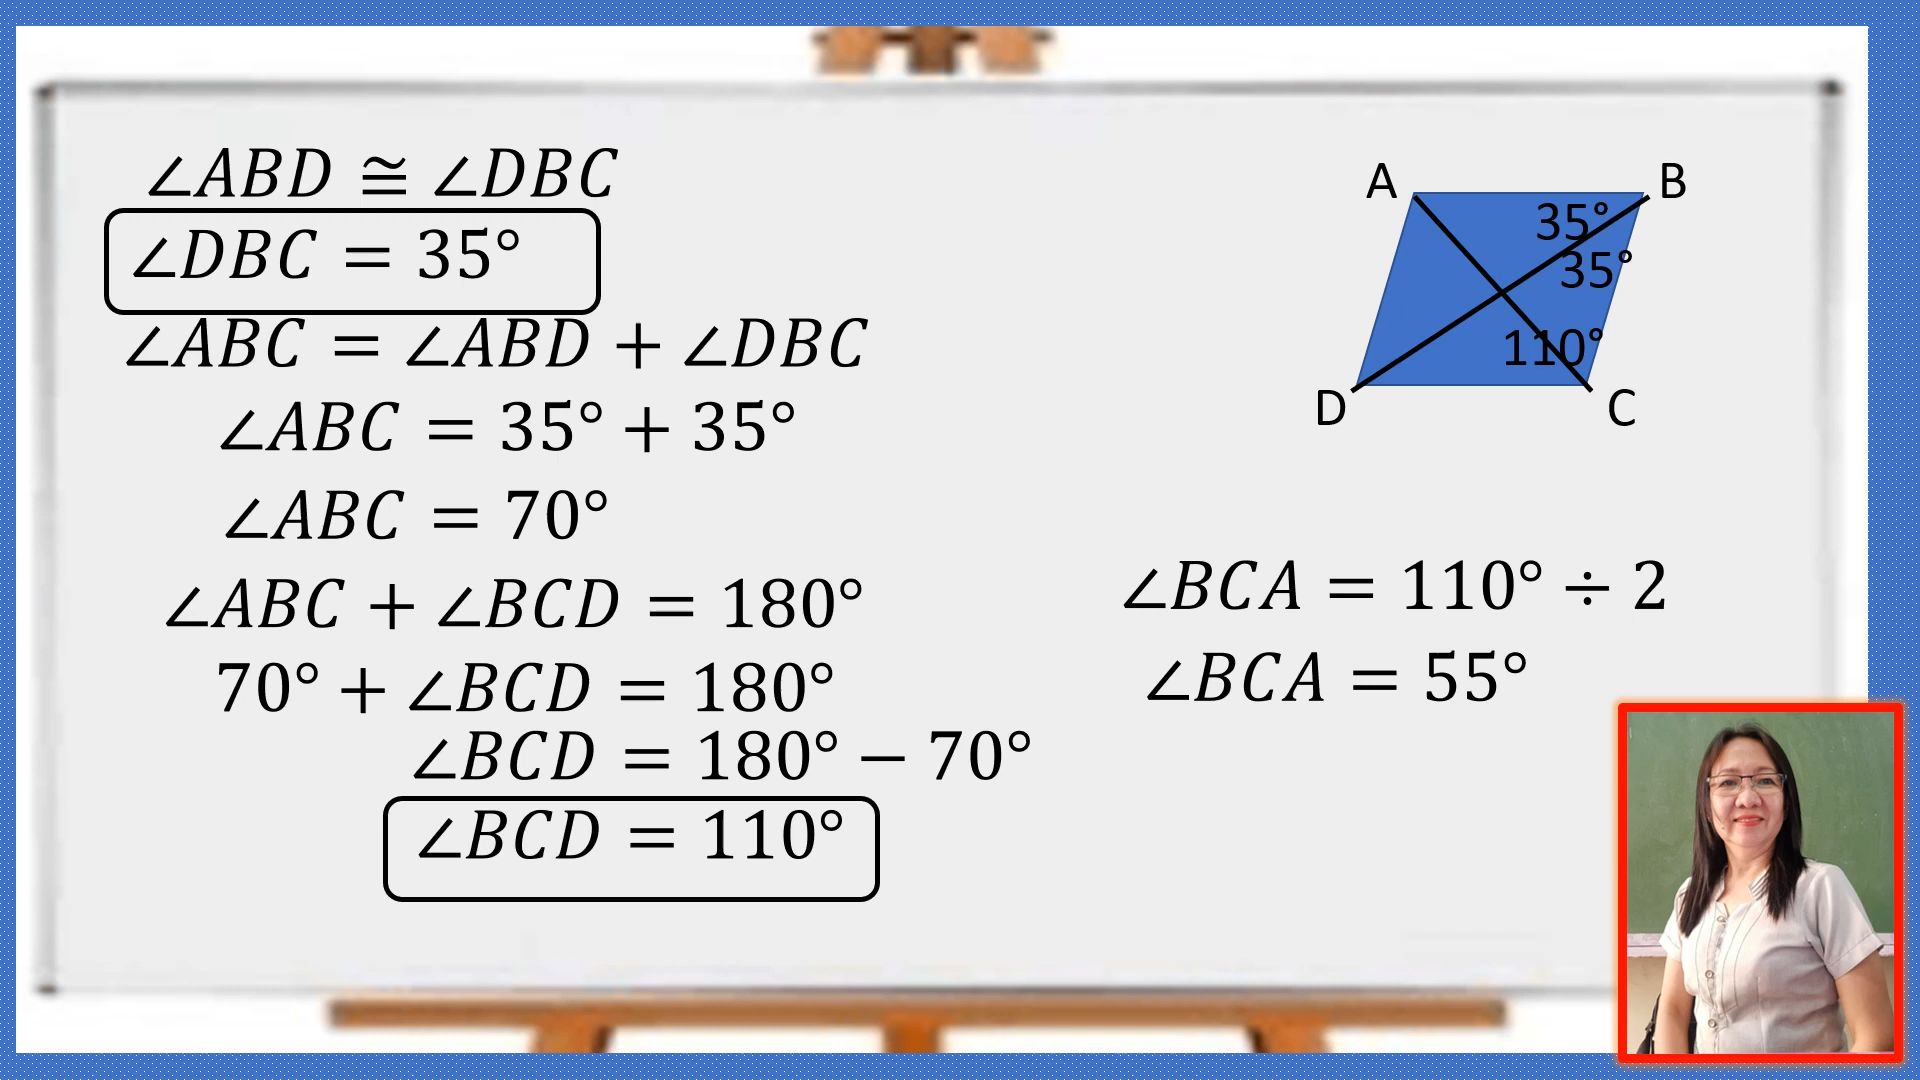 ∠ABD ≅ ∠DBC
∠DBC = 35°
∠ABC = ∠ABD + ∠DBC
∠ABC = 35° + 35°
∠ABC = 70°
∠ABC + ∠BCD = 180°
70° + ∠BCD = 180°
∠BCD = 180° − 70°
∠BCD = 110°
A
B
35°
35°
110°
D
C
∠BCA = 110° ÷ 2
∠BCA = 55°